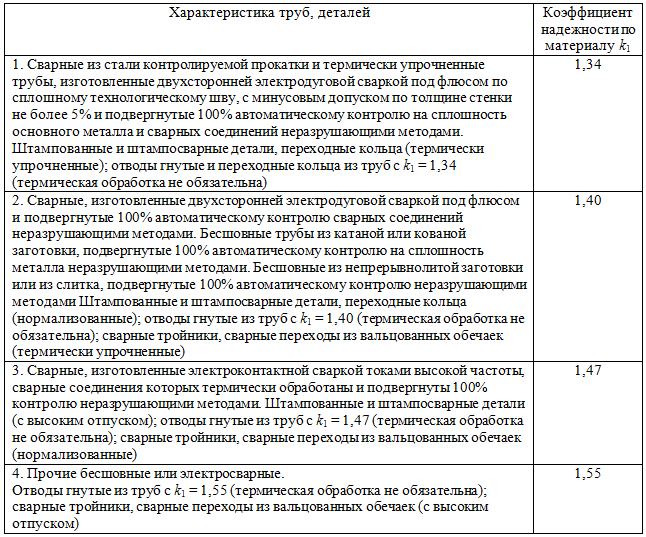 Характеристика труб, деталей
Коэффициент
надежности по
материалу k1
1. Сварные из стали контролируемой прокатки и термически упрочненные
трубы, изготовленные двухсторонней электродуговой сваркой под флюсом по
сплошному технологическому шву, с минусовым допуском по толщине стенки
не более 5% и подвергнутые 100% автоматическому контролю на сплошность
основного металла и сварных соединений неразрушающими методами.
Штампованные и штампосварные детали, переходные кольца (термически
упрочненные); отводы гнутые и переходные кольца из труб с k1 = 1,34
(термическая обработка не обязательна)
1,34
2. Сварные, изготовленные двухсторонней электродуговой сваркой под флюсом
и подвергнутые 100% автоматическому контролю сварных соединений
неразрушающими методами. Бесшовные трубы из катаной или кованой
заготовки, подвергнутые 100% автоматическому контролю на сплошность
металла неразрушающими методами. Бесшовные из непрерывнолитой заготовки
или из слитка, подвергнутые 100% автоматическому контролю неразрушающими
методами Штампованные и штампосварные детали, переходные кольца
(нормализованные); отводы гнутые из труб с k1 = 1,40 (термическая обработка не
обязательна); сварные тройники, сварные переходы из вальцованных обечаек
(термически упрочненные)
1,40
3. Сварные, изготовленные электроконтактной сваркой токами высокой частоты,
сварные соединения которых термически обработаны и подвергнуты 100%
контролю неразрушающими методами. Штампованные и штампосварные детали
(с высоким отпуском); отводы гнутые из труб с k1 = 1,47 (термическая обработка
не обязательна); сварные тройники, сварные переходы из вальцованных обечаек
(нормализованные)
1,47
4. Прочие бесшовные или электросварные.
Отводы гнутые из труб с k1 = 1,55 (термическая обработка не обязательна);
сварные тройники, сварные переходы из вальцованных обечаек (с высоким
отпуском)
1,55